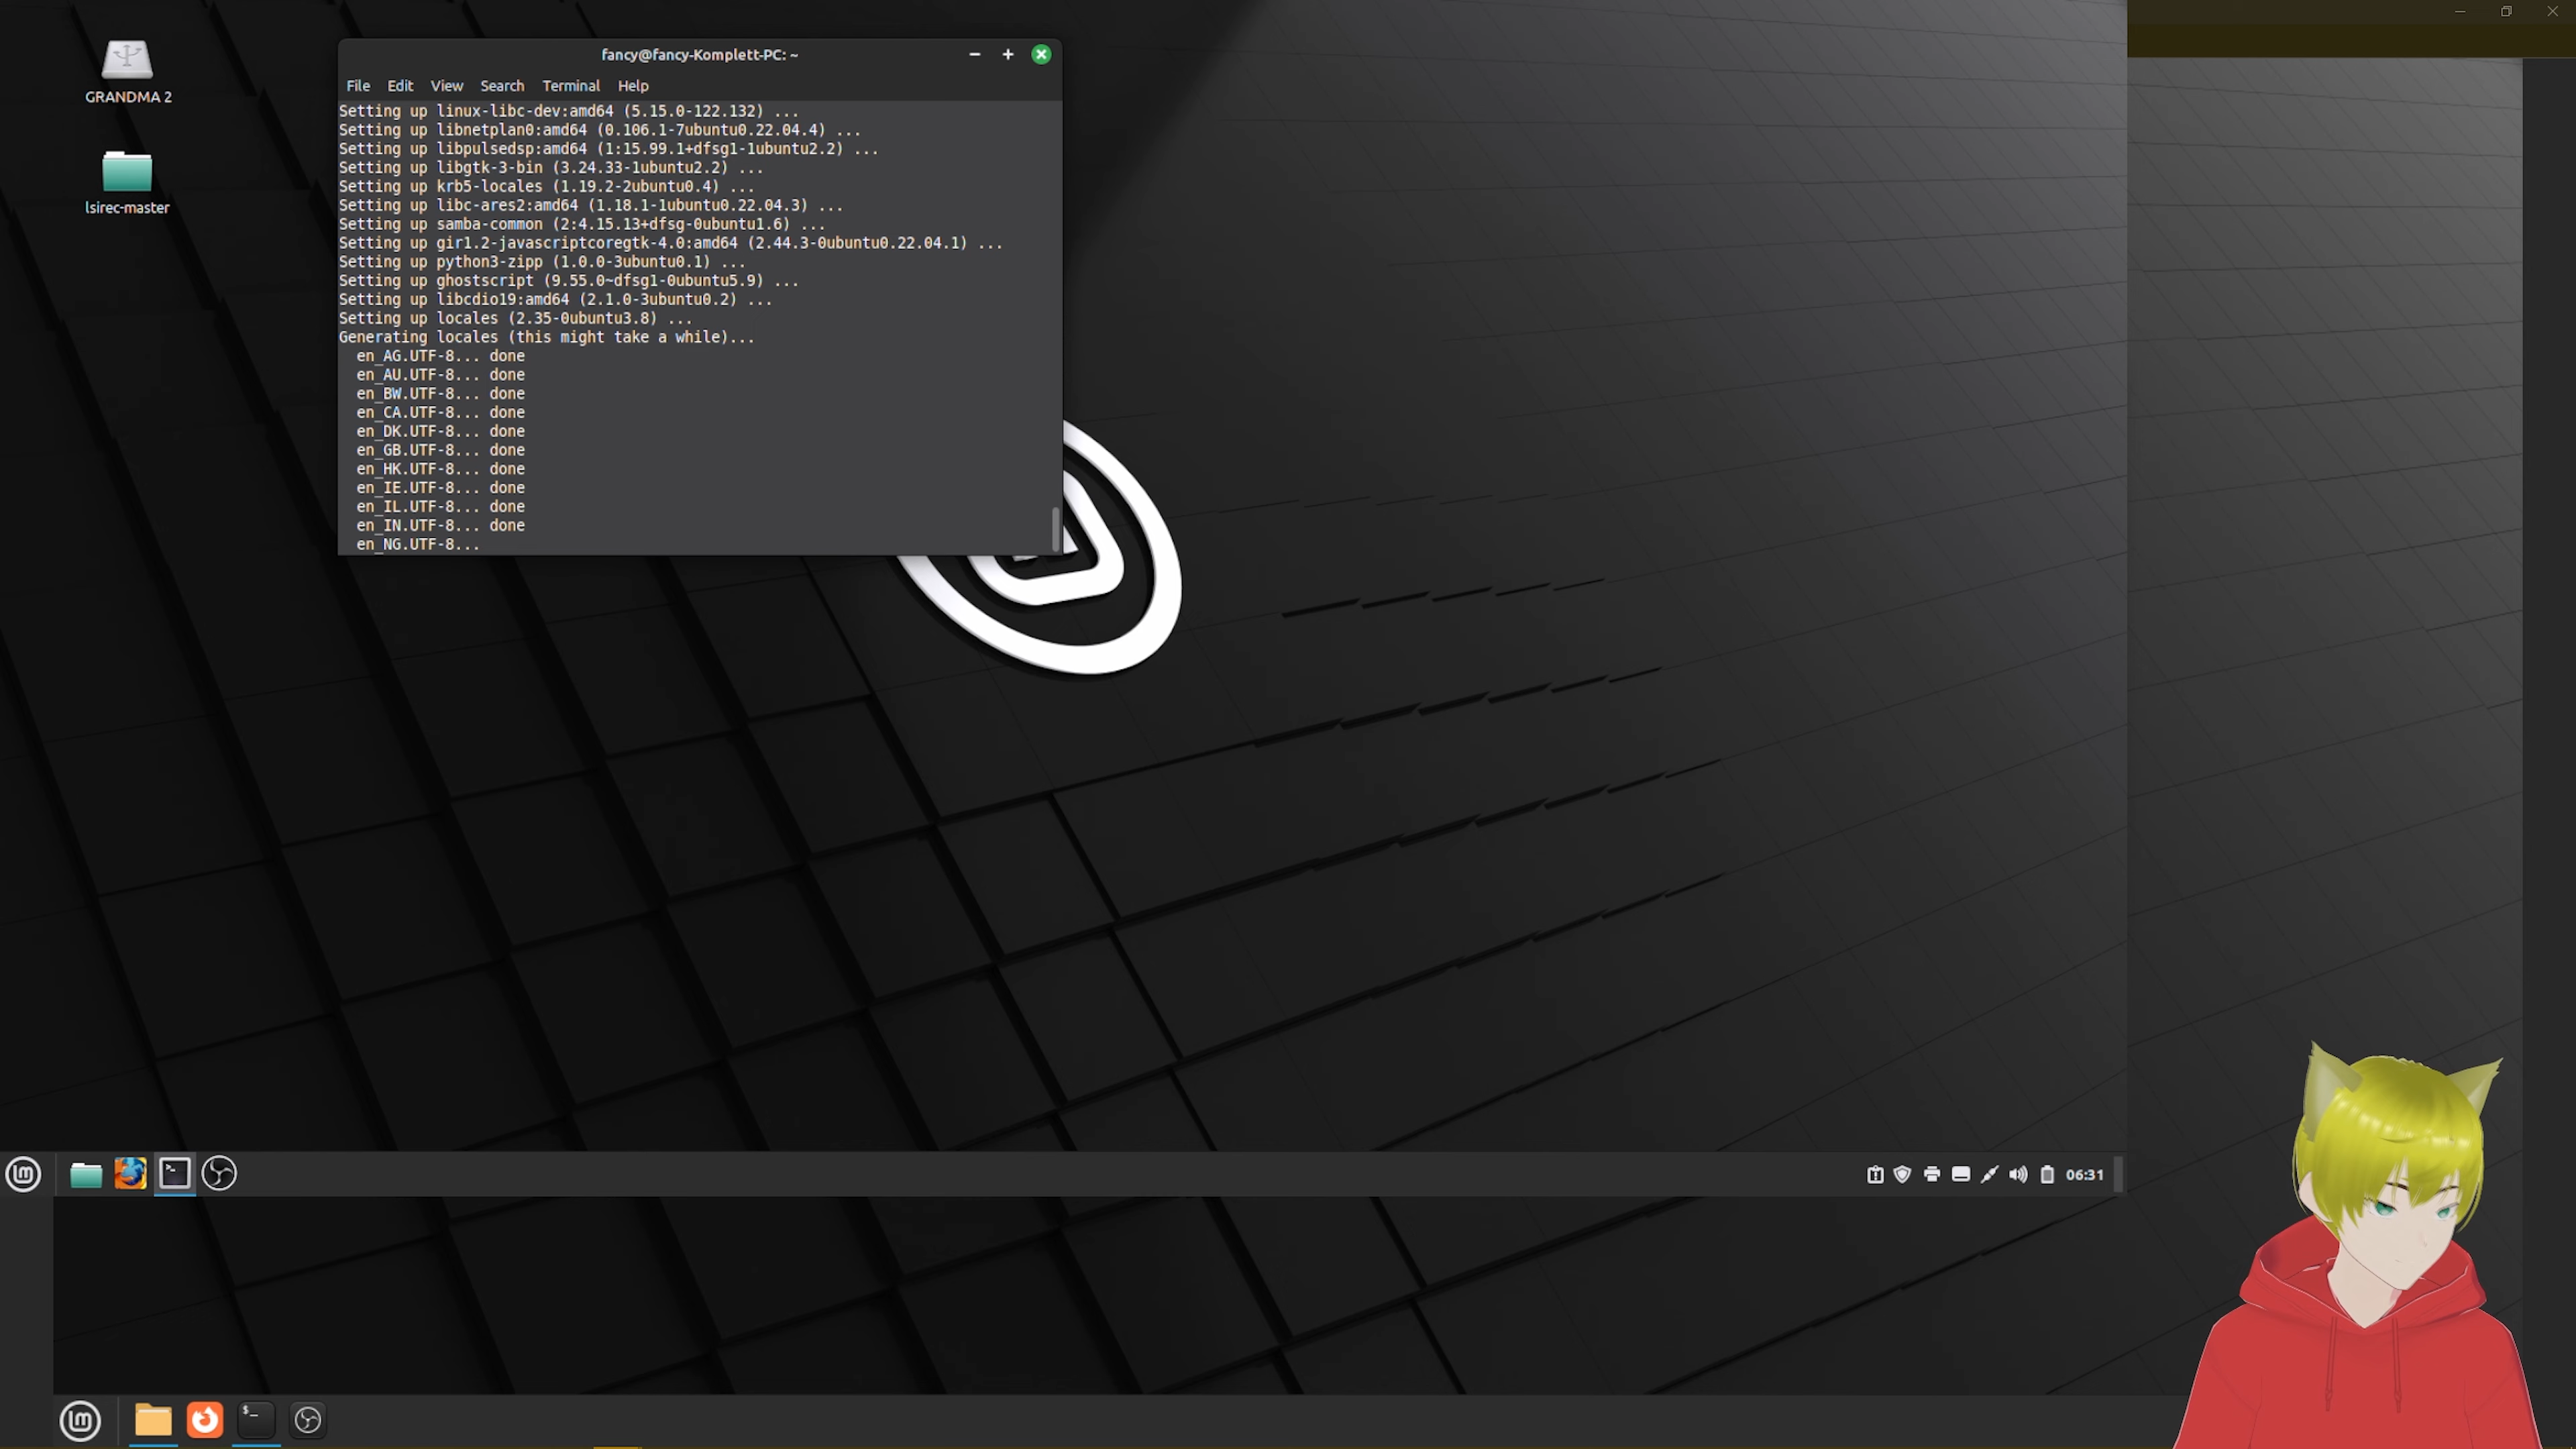 GRANDMA 2
lsirec-master
fancy@fancy-Komplett-PC: ~
File Edit View Search Terminal Help
Setting up linux-libc-dev:amd64 (5.15.0-122.132) ...
Setting up libnetplan0:amd64 (0.106.1-7ubuntu0.22.04.4) ...
Setting up libpulsedsp:amd64 (1:15.99.1+dfsg1-1ubuntu2.2) ...
Setting up libgtk-3-bin (3.24.33-1ubuntu2.2) ...
Setting up krb5-locales (1.19.2-2ubuntu0.4) ...
Setting up libc-ares2:amd64 (1.18.1-1ubuntu0.22.04.3) ...
Setting up samba-common (2:4.15.13+dfsg-0ubuntu1.6) ...
Setting up gir1.2-javascriptcoregtk-4.0:amd64 (2.44.3-0ubuntu0.22.04.1) ...
Setting up python3-zipp (1.0.0-3ubuntu0.1) ...
Setting up ghostscript (9.55.0~dfsg1-0ubuntu5.9) ...
Setting up libcdio19:amd64 (2.1.0-3ubuntu0.2) ...
Setting up locales (2.35-0ubuntu3.8) ...
Generating locales (this might take a while)...
en_AG.UTF-8... done
en_AU.UTF-8... done
en_BW.UTF-8... done
en_CA.UTF-8... done
en_DK.UTF-8... done
en_GB.UTF-8... done
en_HK.UTF-8... done
en_IE.UTF-8... done
en_IL.UTF-8... done
en_IN.UTF-8... done
en_NG.UTF-8...
06:31